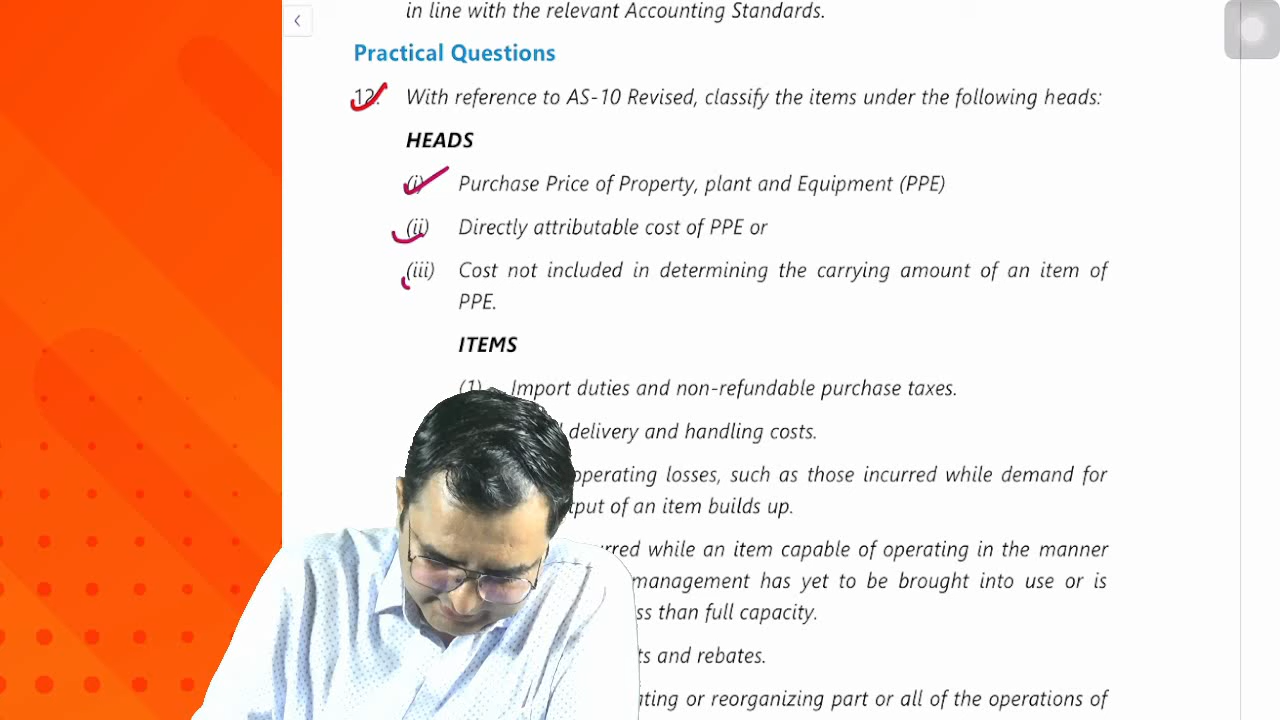 in line with the relevant Accounting Standards.
Practical Questions
12. With reference to AS-10 Revised, classify the items under the following heads:
HEADS
(i) Purchase Price of Property, plant and Equipment (PPE)
(ii) Directly attributable cost of PPE or
(iii) Cost not included in determining the carrying amount of an item of
PPE.
ITEMS
(1) Import duties and non-refundable purchase taxes.
delivery and handling costs.
operating losses, such as those incurred while demand for
of an item builds up.
while an item capable of operating in the manner
management has yet to be brought into use or is
than full capacity.
and rebates.
or reorganizing part or all of the operations of